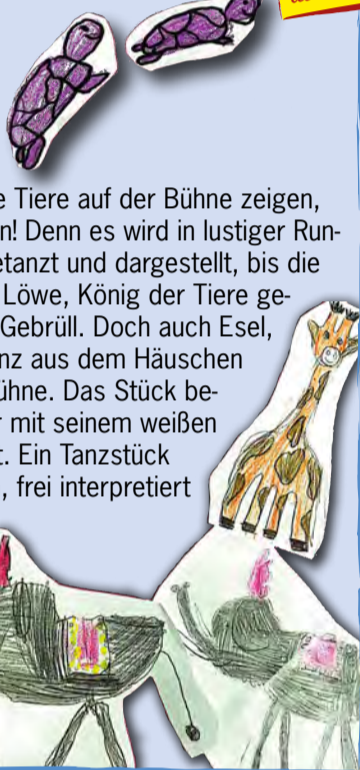 Tiere auf der Bühne zeigen,
n! Denn es wird in lustiger Run-
etanzt und dargestellt, bis die
Löwe, König der Tiere ge-
Gebrüll. Doch auch Esel,
nz aus dem Häuschen
ühne. Das Stück be-
mit seinem weißen
t. Ein Tanzstück
, frei interpretiert